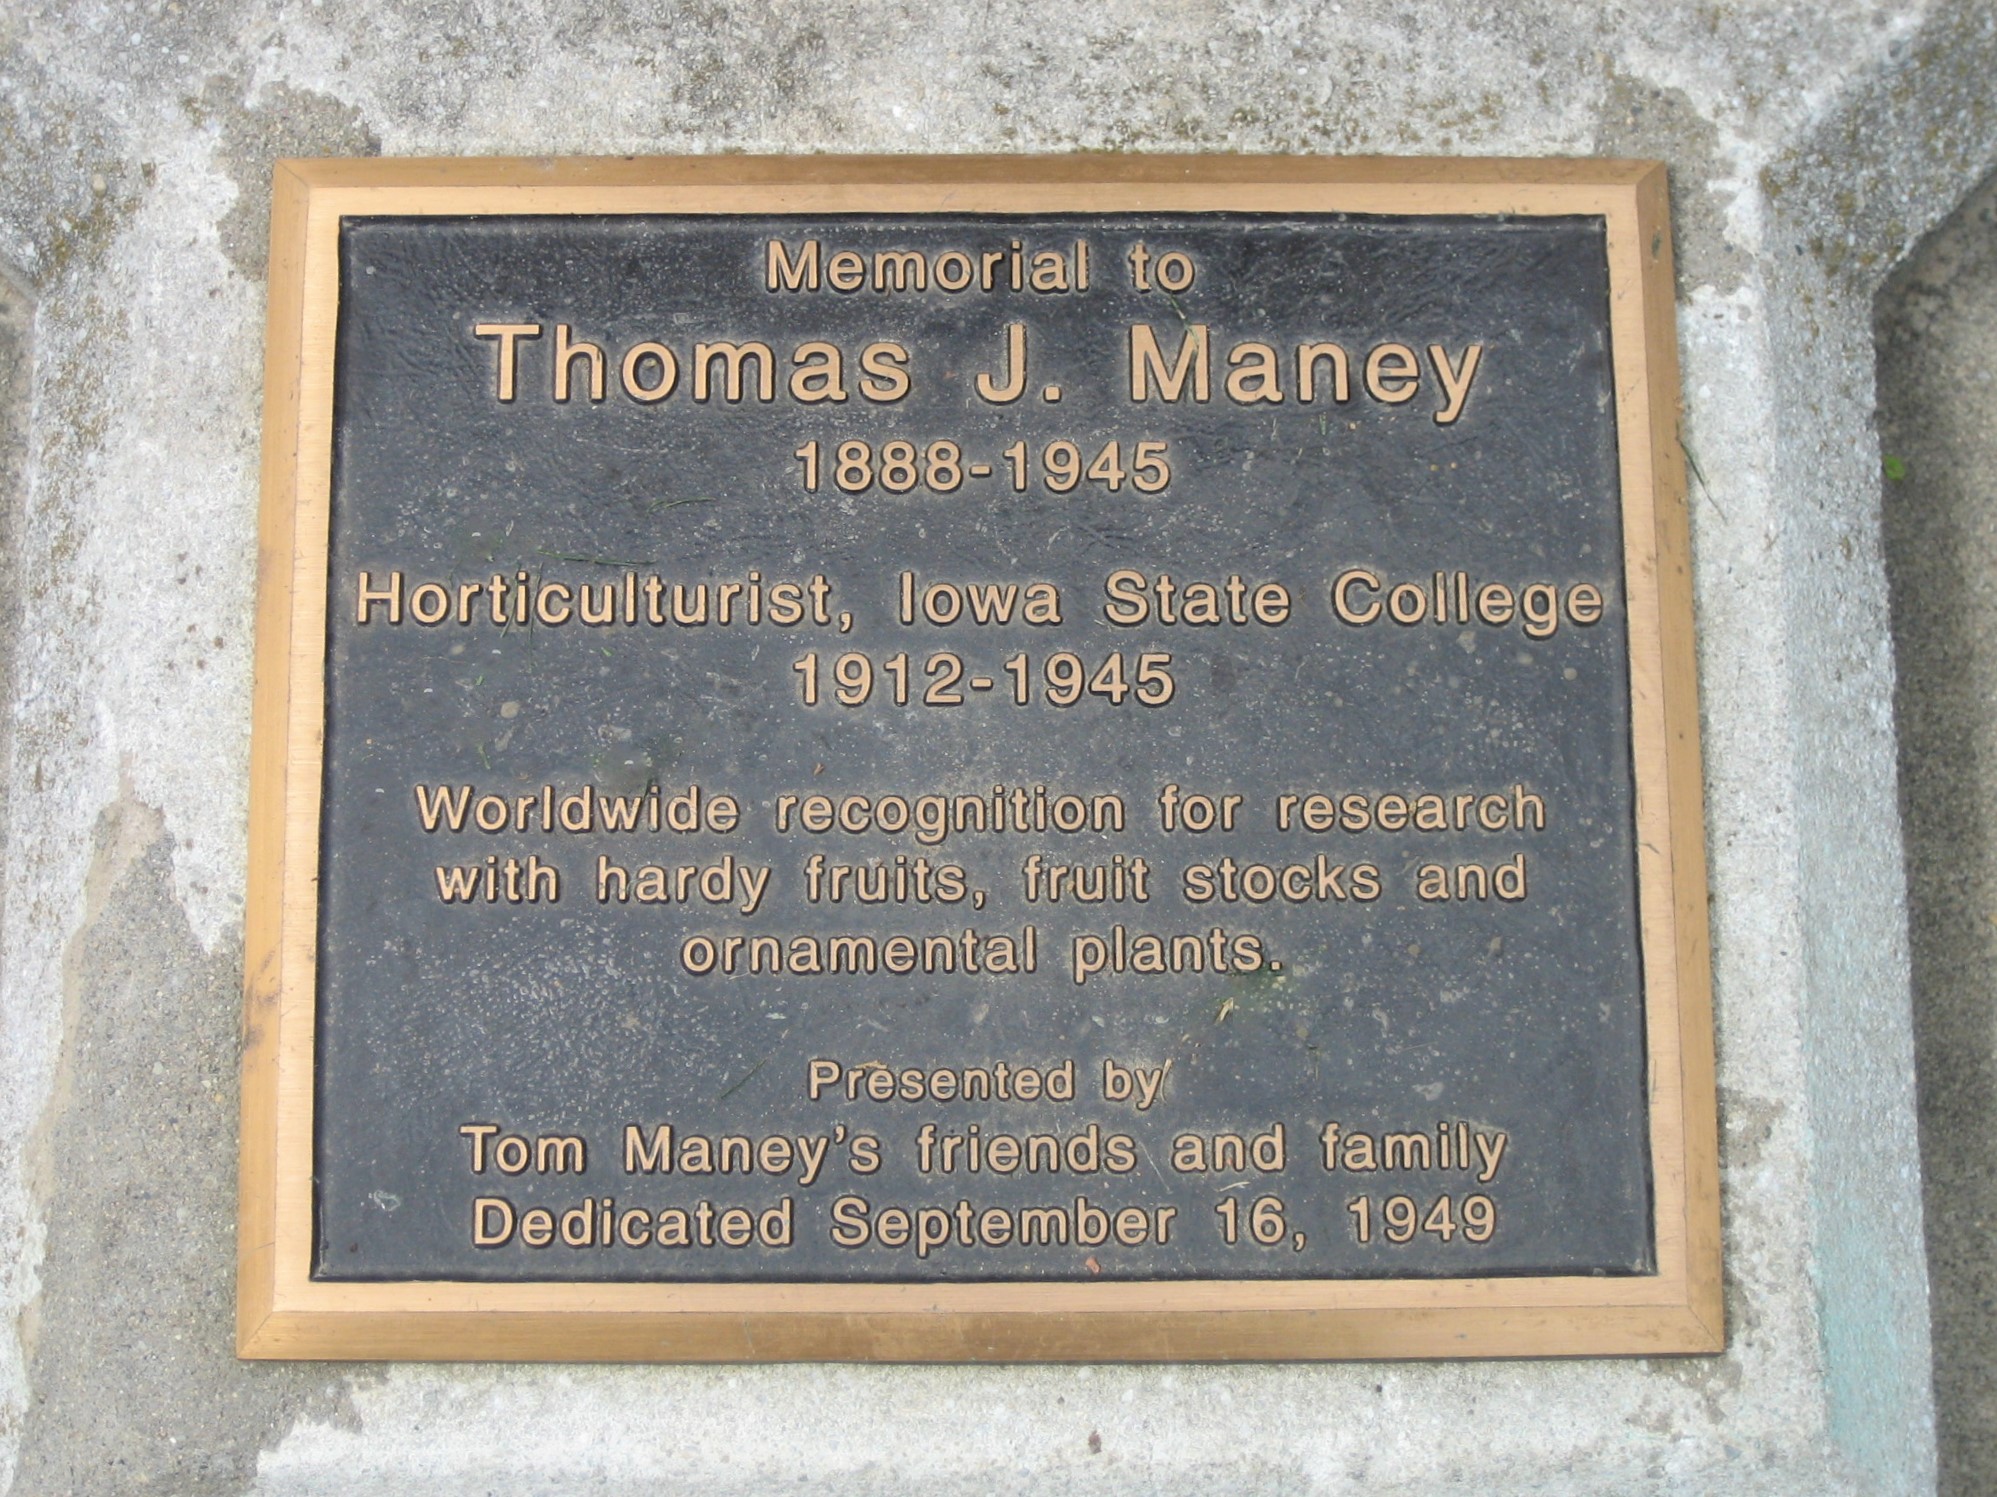 Memorial to
Thomas J. Maney
1888-1945
Horticulturist, Iowa State College
1912-1945
Worldwide recognition for research
with hardy fruits, fruit stocks and
ornamental plants.
Presented by
Tom Maney's friends and family
Dedicated September 16, 1949